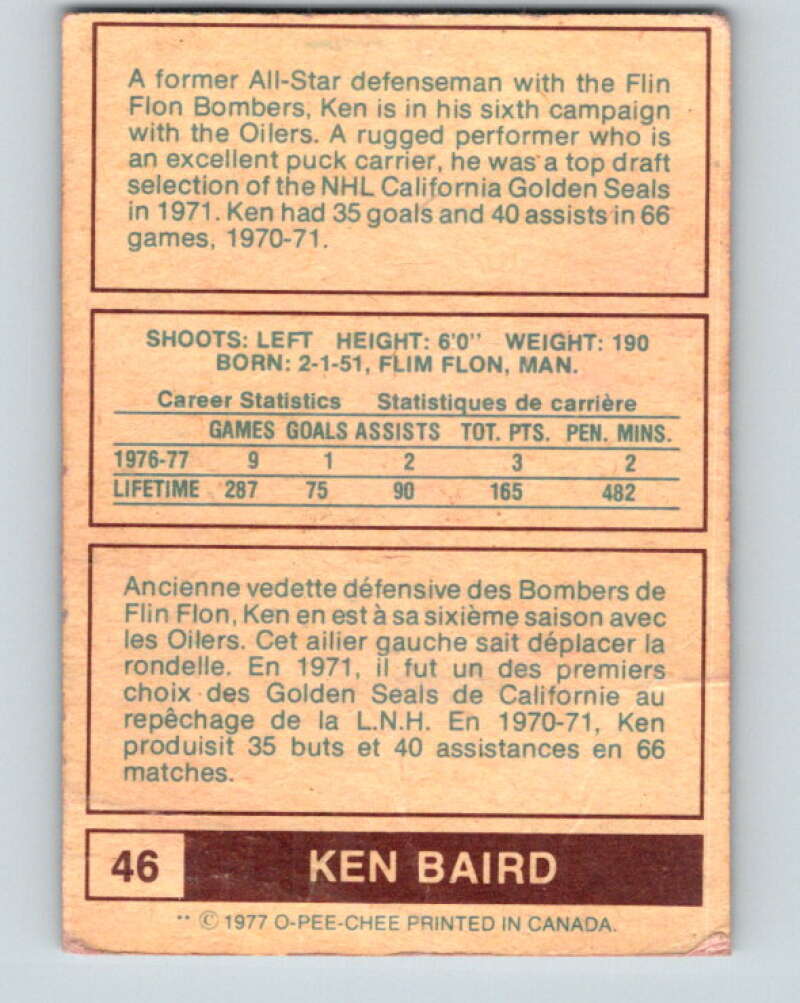 A former All-Star defenseman with the Flin
Flon Bombers, Ken is in his sixth campaign
with the Oilers. A rugged performer who is
an excellent puck carrier, he was a top draft
selection of the NHL California Golden Seals
in 1971. Ken had 35 goals and 40 assists in 66
games, 1970-71.
SHOOTS: LEFT HEIGHT: 6'0" WEIGHT: 190
BORN: 2-1-51, FLIM FLON, MAN.
Career Statistics Statistiques de carrière
GAMES GOALS ASSISTS TOT. PTS. PEN. MINS.
1976-77 9 1 2 3 2
LIFETIME 287 75 90 165 482
Ancienne vedette défensive des Bombers de
Flin Flon, Ken en est à sa sixième saison avec
les Oilers. Cet ailier gauche sait déplacer la
rondelle. En 1971, il fut un des premiers
choix des Golden Seals de Californie au
repêchage de la L.N.H. En 1970-71, Ken
produisit 35 buts et 40 assistances en 66
matches.
46 KEN BAIRD
** © 1977 O-PEE-CHEE PRINTED IN CANADA.